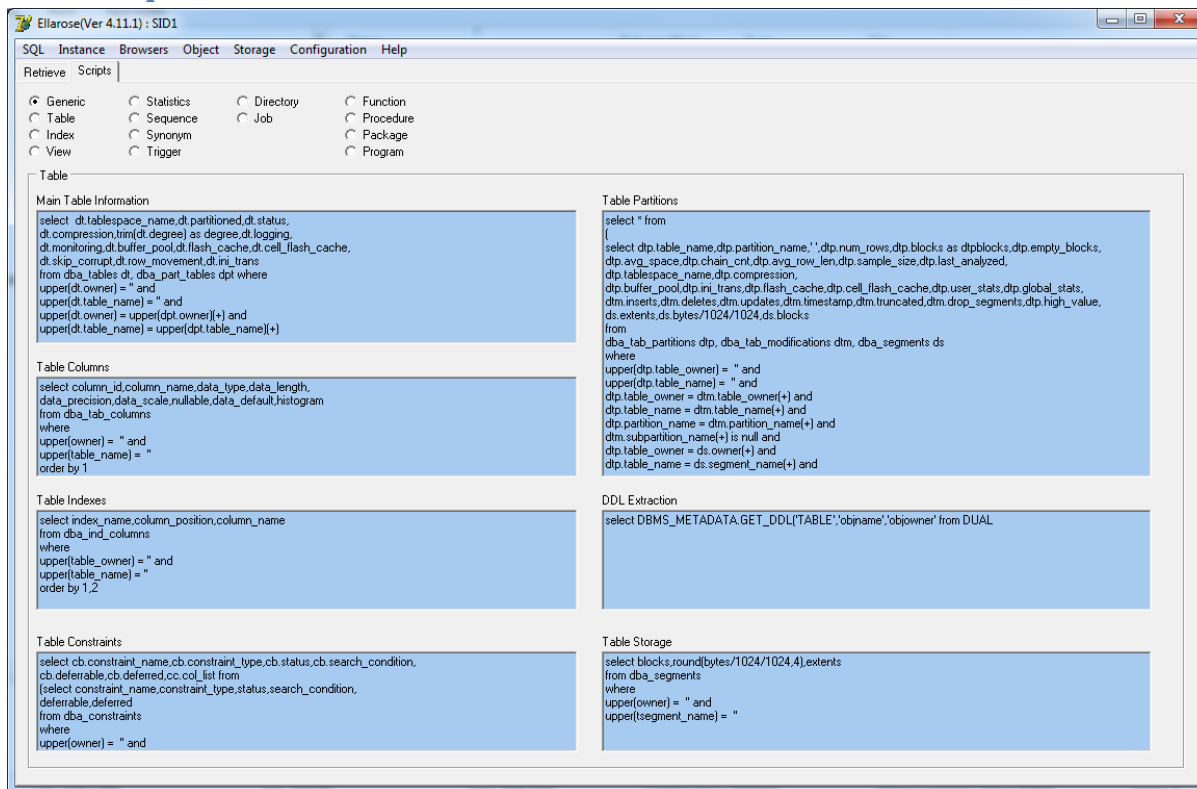 Ellarose(Ver 4.11.1) : SID1
SQL Instance Browsers Object Storage Configuration Help
Retrieve Scripts
Generic Statistics Directory Function
Table Sequence Job Procedure
Index Synonym Package
View Trigger Program
Table
Main Table Information
select dt.tablespace_name,dt.partitioned,dt.status,
dt.compression,trim(dt.degree) as degree,dt.logging,
dt.monitoring,dt.buffer_pool,dt.flash_cache,dt.cell_flash_cache,
dt.skip_corrupt,dt.row_movement,dt.ini_trans
from dba_tables dt, dba_part_tables dpt where
upper(dt.owner) = '' and
upper(dt.table_name) = '' and
upper(dt.owner) = upper(dpt.owner)(+) and
upper(dt.table_name) = upper(dpt.table_name)(+)
Table Columns
select column_id,column_name,data_type,data_length,
data_precision,data_scale,nullable,data_default,histogram
from dba_tab_columns
where
upper(owner) = '' and
upper(table_name) = ''
order by 1
Table Indexes
select index_name,column_position,column_name
from dba_ind_columns
where
upper(table_owner) = '' and
upper(table_name) = ''
order by 1,2
Table Constraints
select cb.constraint_name,cb.constraint_type,cb.status,cb.search_condition,
cb.deferrable,cb.deferred,cc.col_list from
(select constraint_name,constraint_type,status,search_condition,
deferrable,deferred
from dba_constraints
where
upper(owner) = '' and
Table Partitions
select * from
(
select dtp.table_name,dtp.partition_name,' ',dtp.num_rows,dtp.blocks as dtpblocks,dtp.empty_blocks,
dtp.avg_space,dtp.chain_cnt,dtp.avg_row_len,dtp.sample_size,dtp.last_analyzed,
dtp.tablespace_name,dtp.compression,
dtp.buffer_pool,dtp.ini_trans,dtp.flash_cache,dtp.cell_flash_cache,dtp.user_stats,dtp.global_stats,
dtm.inserts,dtm.deletes,dtm.updates,dtm.timestamp,dtm.truncated,dtm.drop_segments,dtp.high_value,
ds.extents,ds.bytes/1024/1024,ds.blocks
from
dba_tab_partitions dtp, dba_tab_modifications dtm, dba_segments ds
where
upper(dtp.table_owner) = '' and
upper(dtp.table_name) = '' and
dtp.table_owner = dtm.table_owner(+) and
dtp.table_name = dtm.table_name(+) and
dtp.partition_name = dtm.partition_name(+) and
dtm.subpartition_name(+) is null and
dtp.table_owner = ds.owner(+) and
dtp.table_name = ds.segment_name(+) and
DDL Extraction
select DBMS_METADATA.GET_DDL('TABLE','objname','objowner' from DUAL
Table Storage
select blocks,round(bytes/1024/1024,4),extents
from dba_segments
where
upper(owner) = '' and
upper(tsegment_name) = ''